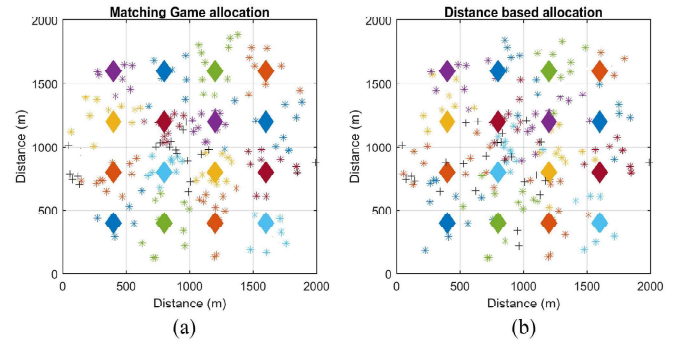 Matching Game allocation
2000
1500
1000
500
0
Distance (m)
0 500 1000 1500 2000
Distance (m)
(a)
Distance based allocation
2000
1500
1000
500
0
Distance (m)
0 500 1000 1500 2000
Distance (m)
(b)